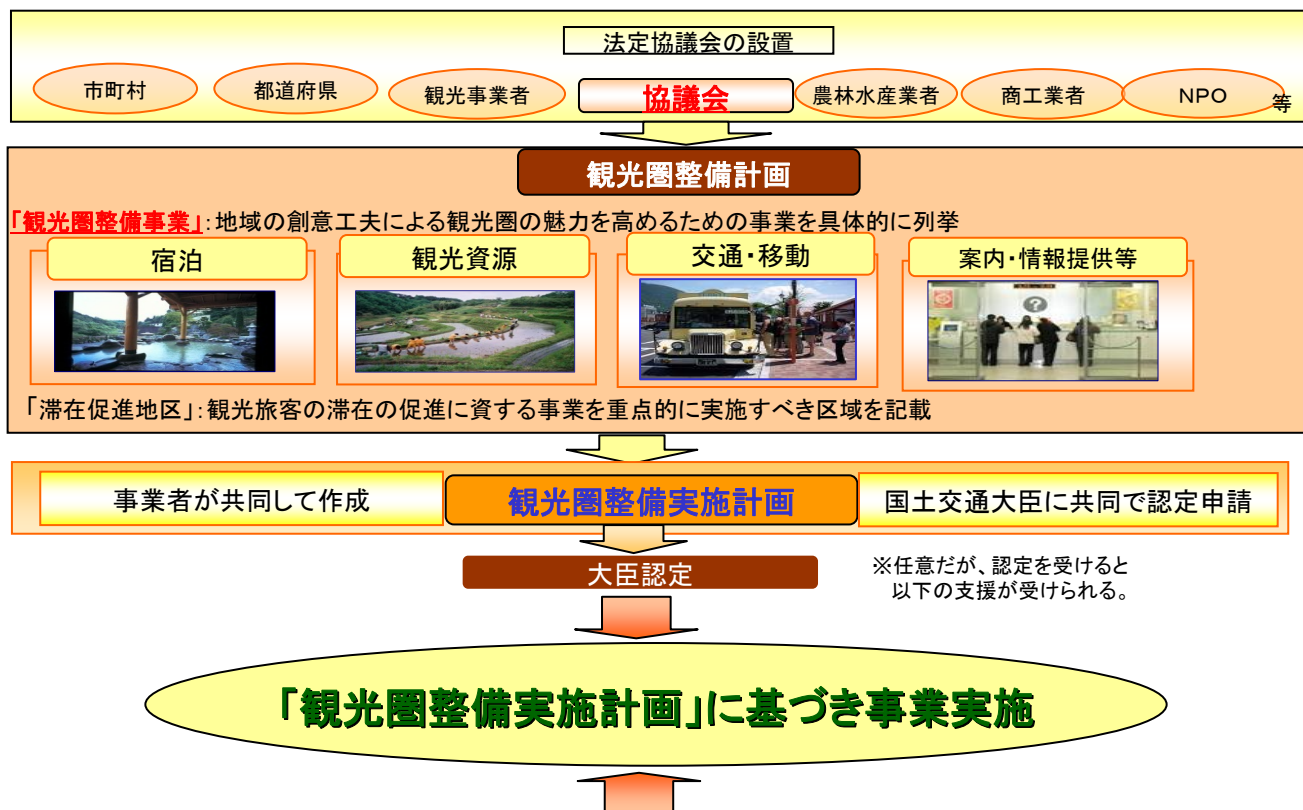 法定協議会の設置
市町村
都道府県
観光事業者
協議会
農林水産業者
商工業者
NPO
等
観光圏整備計画
「観光圏整備事業」:地域の創意工夫による観光圏の魅力を高めるための事業を具体的に列挙
宿泊
観光資源
交通・移動
案内・情報提供等
?
「滞在促進地区」:観光旅客の滞在の促進に資する事業を重点的に実施すべき区域を記載
事業者が共同して作成
観光圏整備実施計画
国土交通大臣に共同で認定申請
大臣認定
※任意だが、認定を受けると
以下の支援が受けられる。
「観光圏整備実施計画」に基づき事業実施